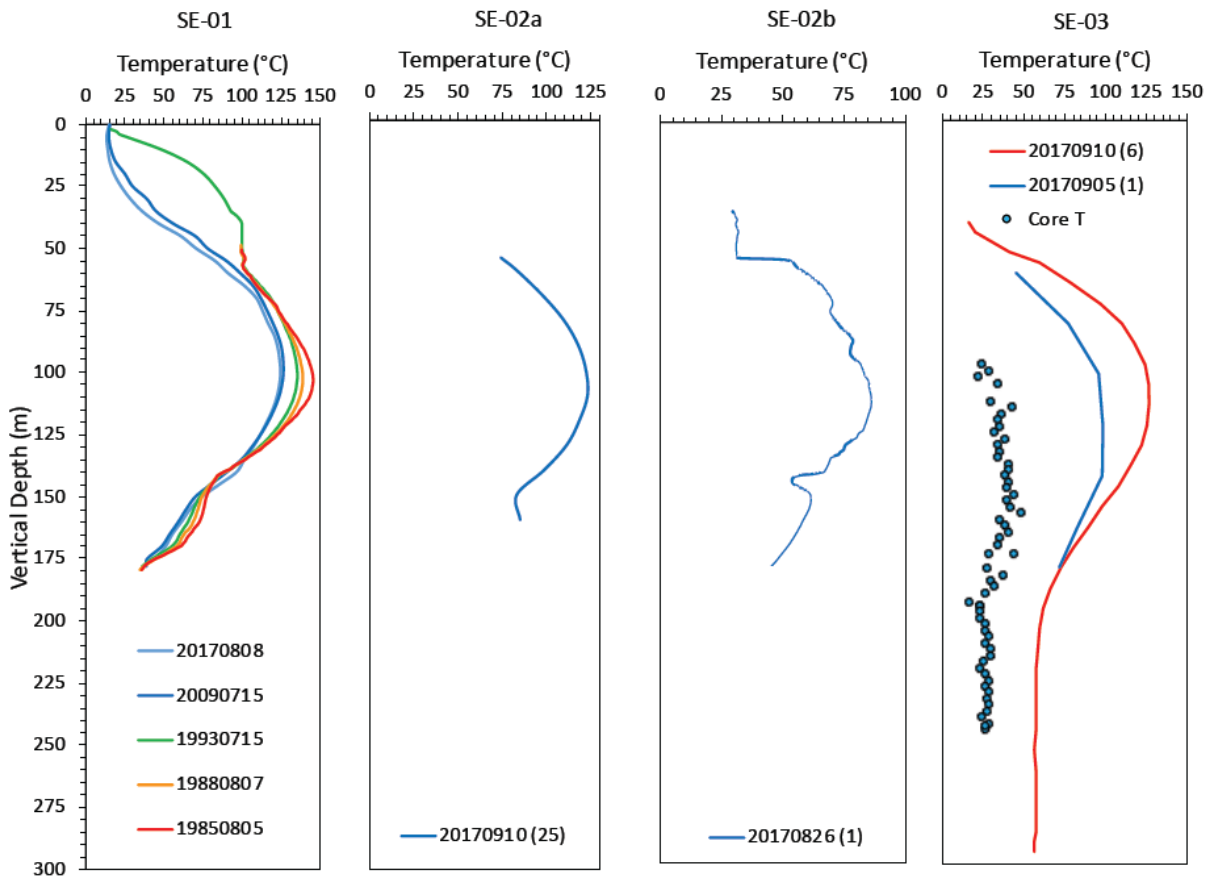 SE-01
SE-02a
SE-02b
SE-03
Temperature (°C)
Temperature (°C)
Temperature (°C)
Temperature (°C)
0 25 50 75 100 125 150
0 25 50 75 100 125
0 25 50 75 100
0 25 50 75 100 125 150
Vertical Depth (m)
0
25
50
75
100
125
150
175
200
225
250
275
300
20170808
20090715
19930715
19880807
19850805
20170910 (25)
20170826 (1)
20170910 (6)
20170905 (1)
Core T